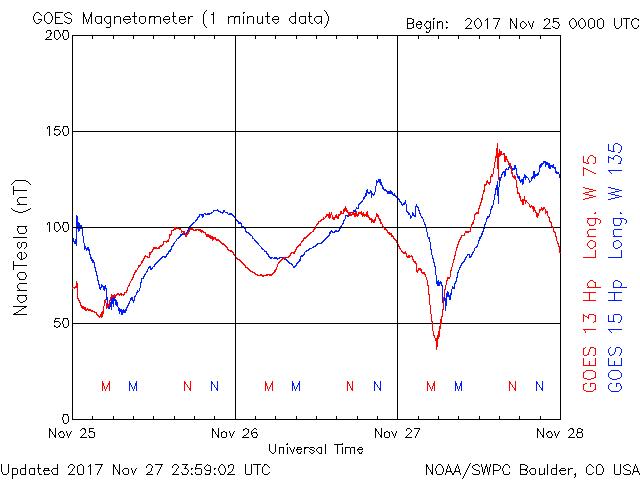 GOES Magnetometer (1 minute data)
Begin: 2017 Nov 25 0000 UTC
200
150
100
50
0
NanoTesla (nT)
M M N N M M N N M M N N
Nov 25 Nov 26 Nov 27 Nov 28
Universal Time
GOES 13 Hp Long. W 75
GOES 15 Hp Long. W 135
Updated 2017 Nov 27 23:59:02 UTC
NOAA/SWPC Boulder, CO USA